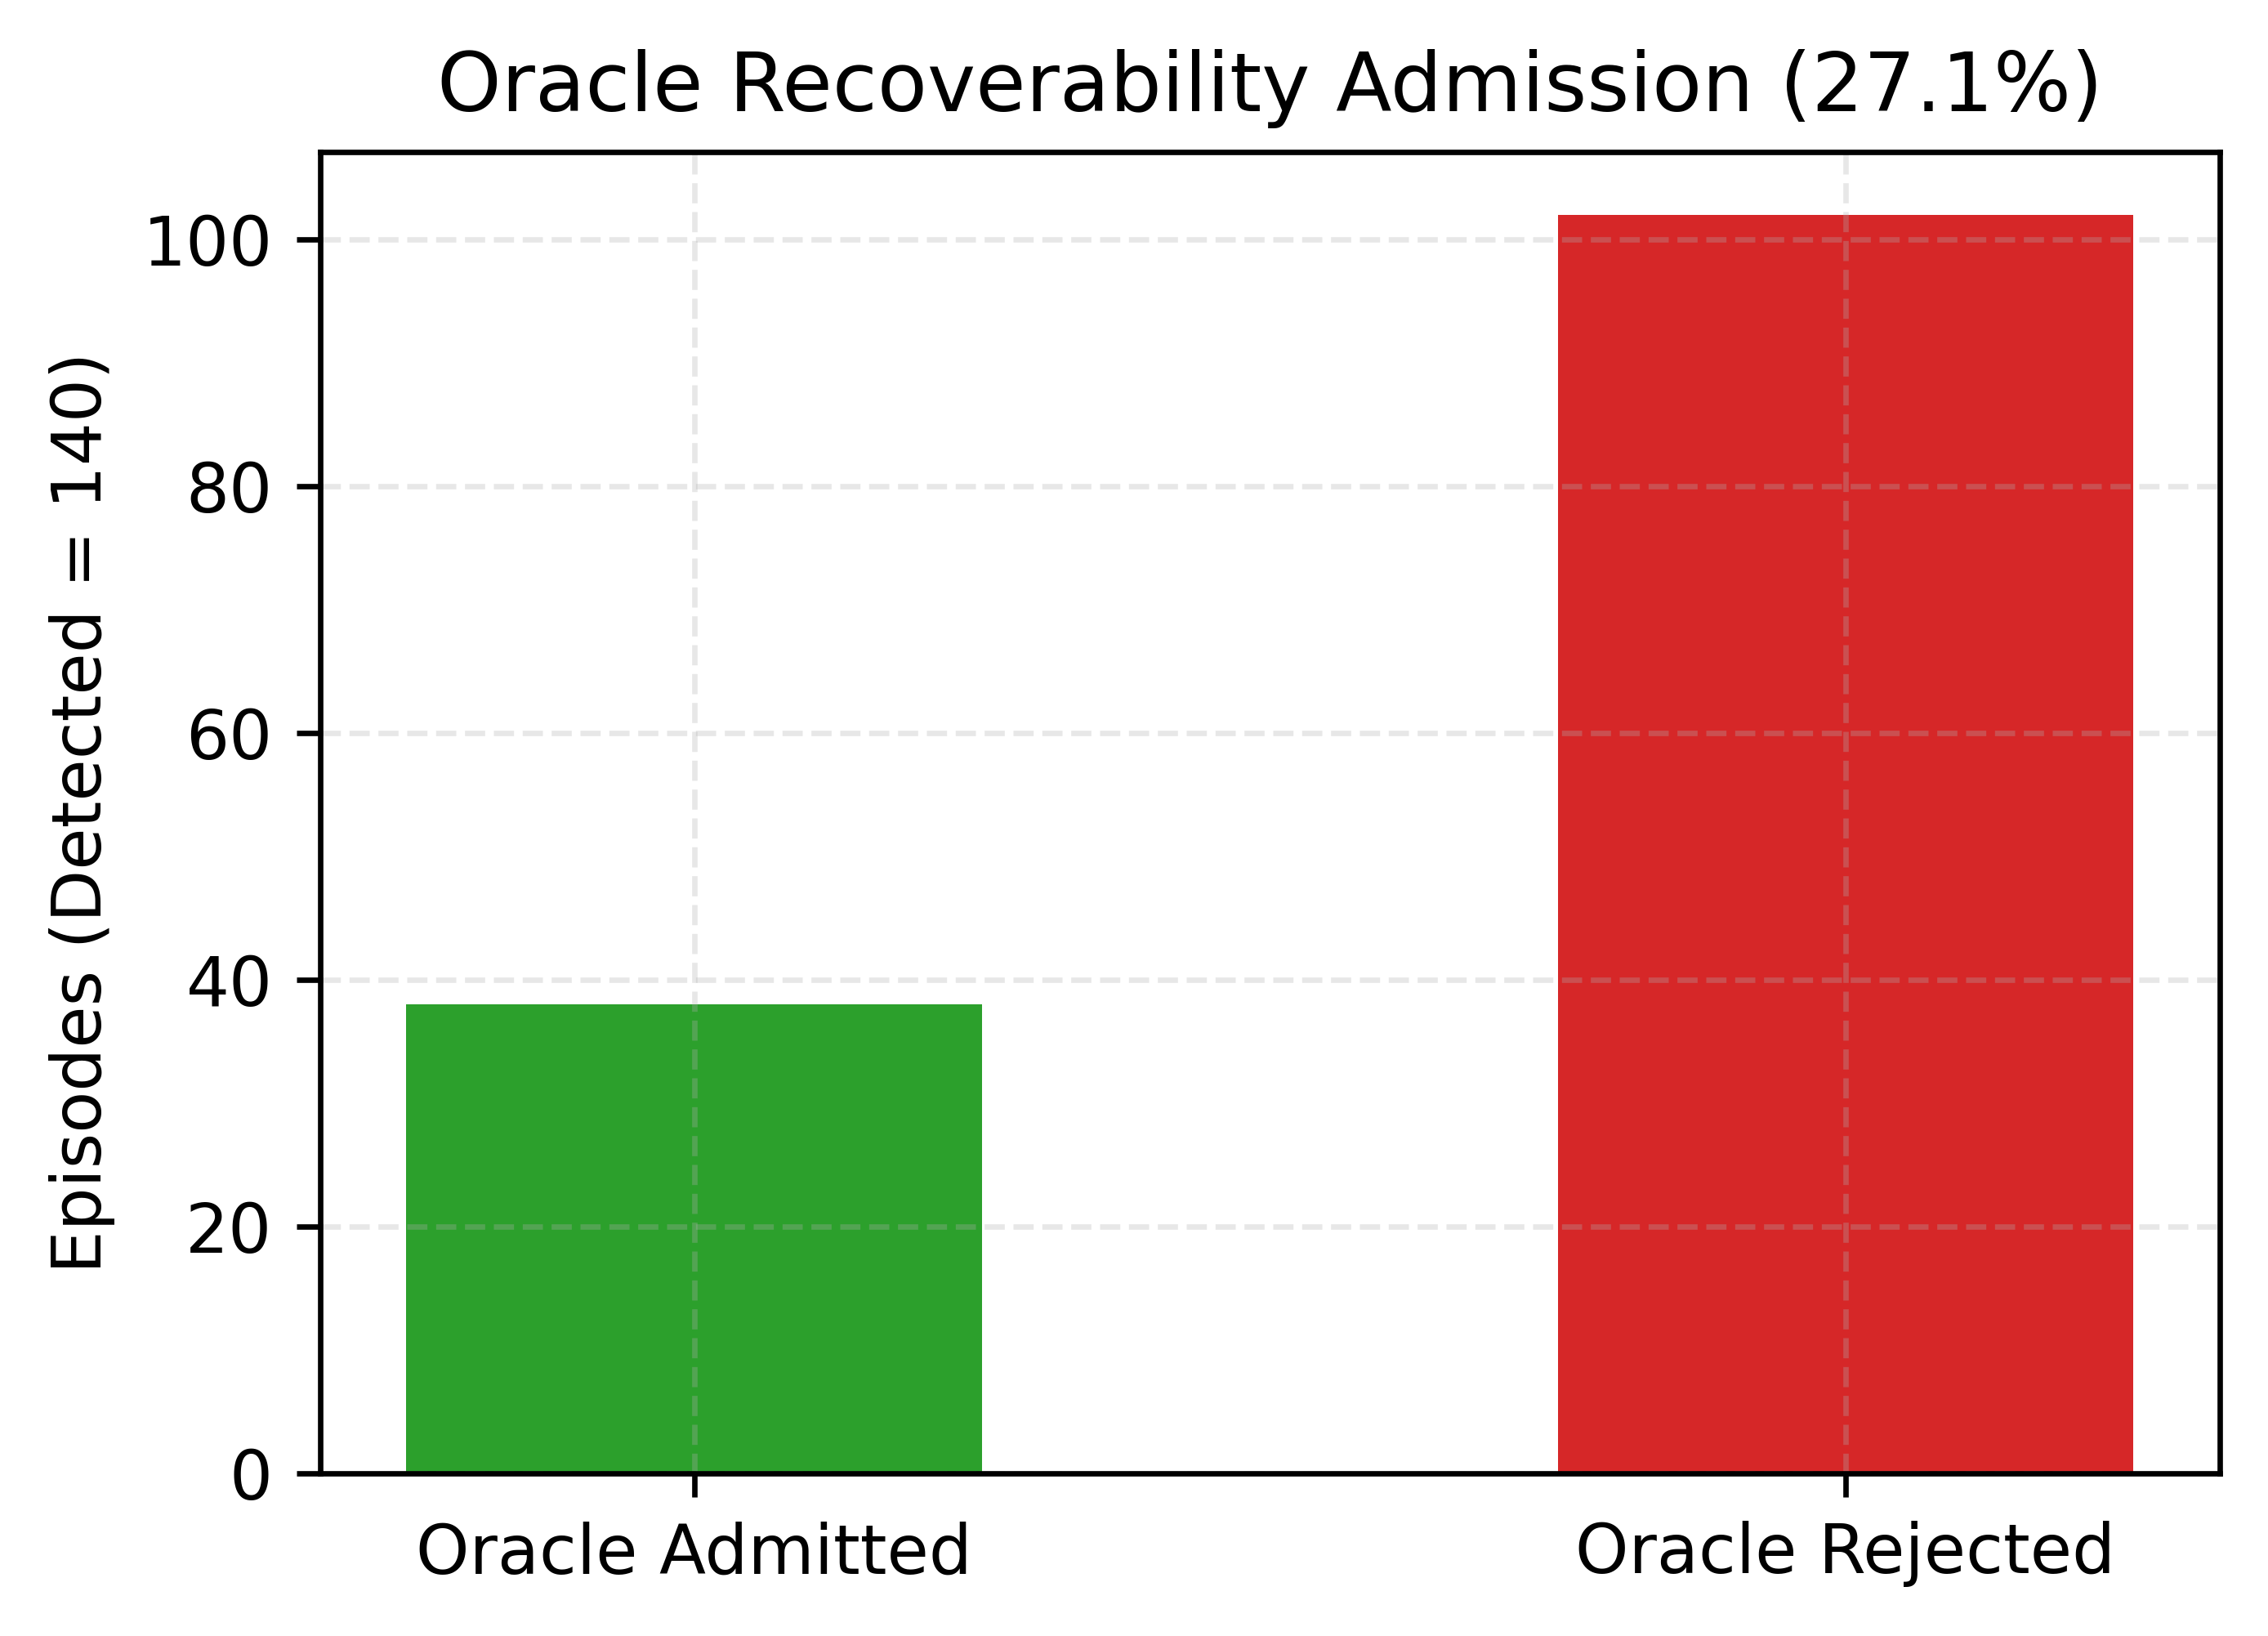 Oracle Recoverability Admission (27.1%)
Episodes (Detected = 140)
100
80
60
40
20
0
Oracle Admitted
Oracle Rejected